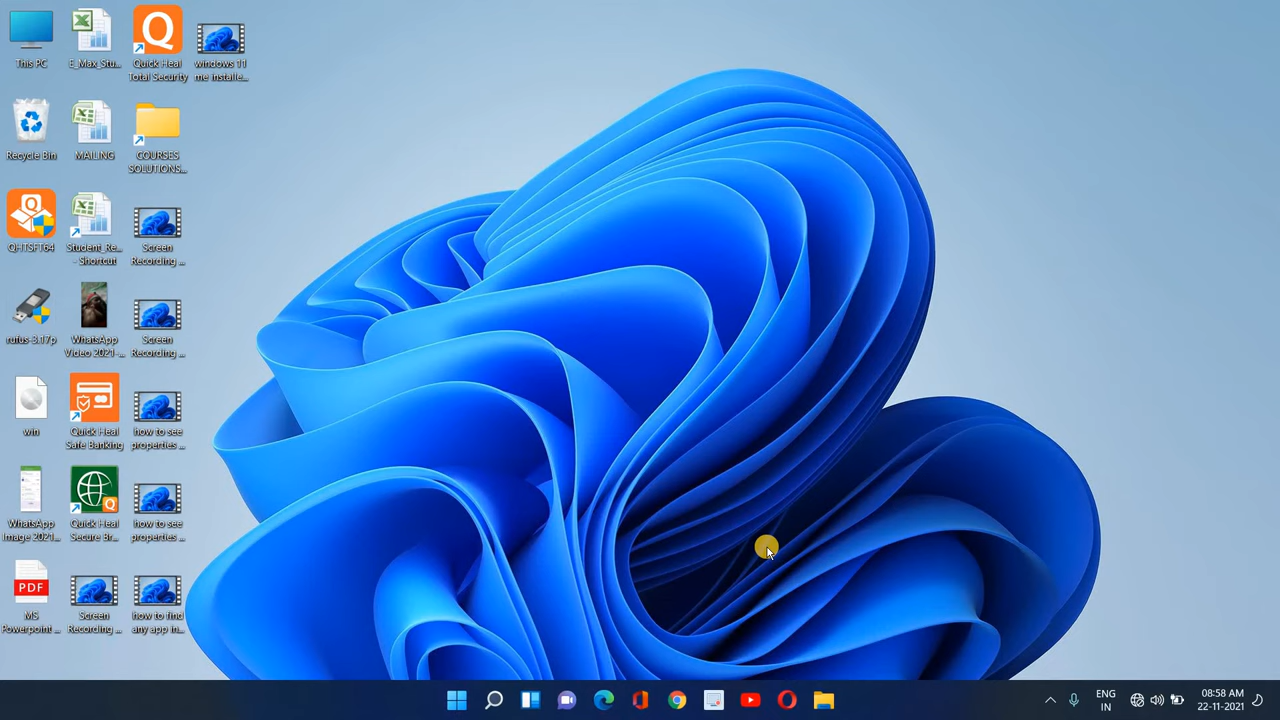 This PC
E_Max_Stu...
Quick Heal
Total Security
windows 11
me installe...
Recycle Bin
MAILING
COURSES
SOLUTIONS...
QHTSFT64
Student_Re...
- Shortcut
Screen
Recording ...
rufus-3.17p
WhatsApp
Video 2021-...
Screen
Recording ...
win
Quick Heal
Safe Banking
how to see
properties ...
WhatsApp
Image 2021...
Quick Heal
Secure Br...
how to see
properties ...
PDF
MS
Powerpoint ...
Screen
Recording ...
how to find
any app in...
ENG
IN
08:58 AM
22-11-2021